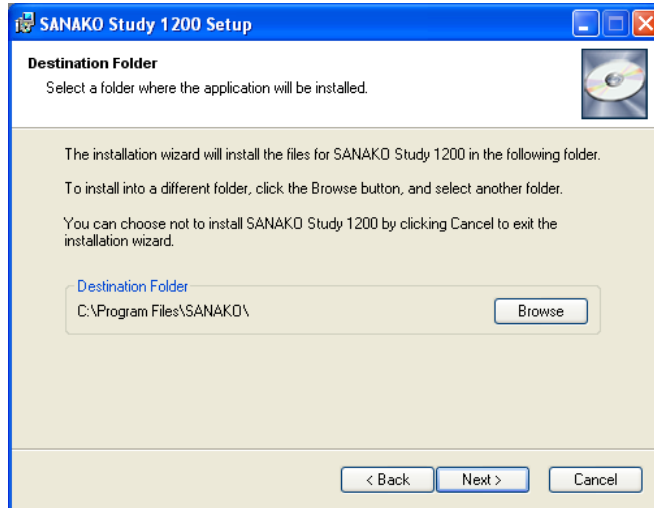 SANAKO Study 1200 Setup
Destination Folder
Select a folder where the application will be installed.
The installation wizard will install the files for SANAKO Study 1200 in the following folder.
To install into a different folder, click the Browse button, and select another folder.
You can choose not to install SANAKO Study 1200 by clicking Cancel to exit the
installation wizard.
Destination Folder
C:\Program Files\SANAKO\
Browse
< Back
Next >
Cancel